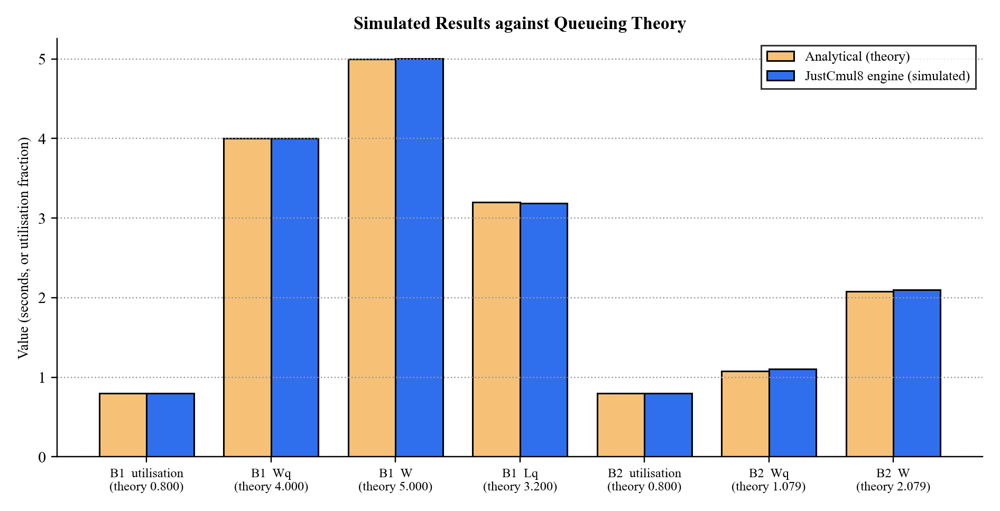 Simulated Results against Queueing Theory
Analytical (theory)
JustCmul8 engine (simulated)
Value (seconds, or utilisation fraction)
5
4
3
2
1
0
B1 utilisation
(theory 0.800)
B1 Wq
(theory 4.000)
B1 W
(theory 5.000)
B1 Lq
(theory 3.200)
B2 utilisation
(theory 0.800)
B2 Wq
(theory 1.079)
B2 W
(theory 2.079)